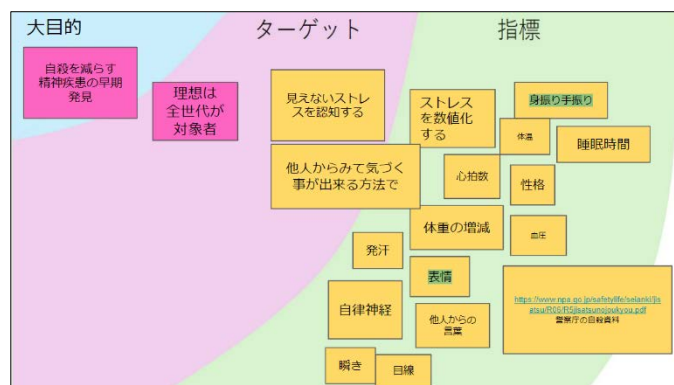 大目的
ターゲット
指標
自殺を減らす
精神疾患の早期
発見
理想は
全世代が
対象者
見えないストレ
スを認知する
他人からみて気づく
事が出来る方法で
ストレス
を数値化
する
身振り手振り
体温
睡眠時間
心拍数
性格
体重の増減
血圧
発汗
表情
自律神経
他人からの
言葉
瞬き
目線
https://www.npa.go.jp/safetylife/seianki/jis
atsu/R06/R5jisatsunojoukyou.pdf
警察庁の自殺資料